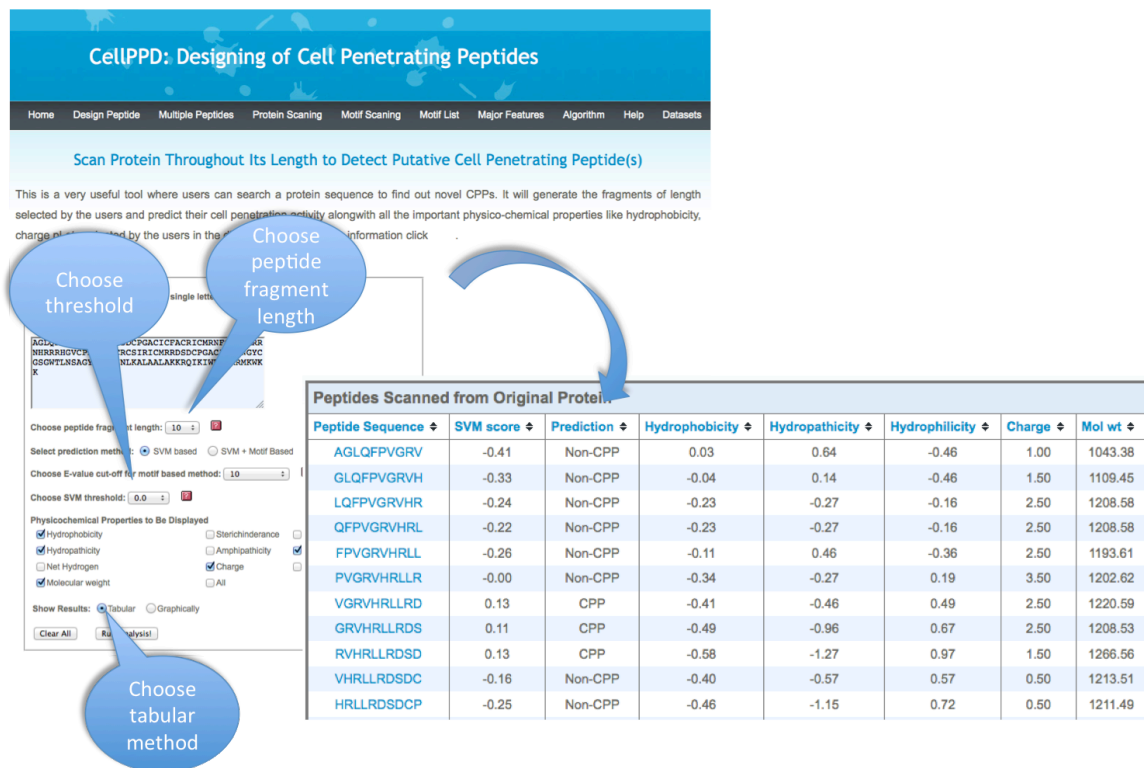 CellPPD: Designing of Cell Penetrating Peptides
Home Design Peptide Multiple Peptides Protein Scaning Motif Scaning Motif List Major Features Algorithm Help Datasets
Scan Protein Throughout Its Length to Detect Putative Cell Penetrating Peptide(s)
This is a very useful tool where users can search a protein sequence to find out novel CPPs. It will generate the fragments of length
selected by the users and predict their cell penetration activity alongwith all the important physico-chemical properties like hydrophobicity,
charge by the users in the information click .
Choose
threshold
Choose
peptide
fragment
length
single
NHRRRHGVCP RCSIRICMRRDSDCPGAC GYC
GSGWTLNSAGY NLKALAALAKKRQIKIW RMKWK
K
Choose peptide fragment length: 10 ?
Select prediction method: SVM based SVM + Motif Based
Choose E-value cut-off for motif based method: 10
Choose SVM threshold: 0.0 ?
Physicochemical Properties to Be Displayed
Hydrophobicity Sterichinderance
Hydropathicity Amphipathicity
Net Hydrogen Charge
Molecular weight All
Show Results: Tabular Graphically
Clear All Run Analysis!
Choose
tabular
method
Peptides Scanned from Original Protein
Peptide Sequence SVM score Prediction Hydrophobicity Hydropathicity Hydrophilicity Charge Mol wt
AGLQFPVGRV -0.41 Non-CPP 0.03 0.64 -0.46 1.00 1043.38
GLQFPVGRVH -0.33 Non-CPP -0.04 0.14 -0.46 1.50 1109.45
LQFPVGRVHR -0.24 Non-CPP -0.23 -0.27 -0.16 2.50 1208.58
QFPVGRVHRL -0.22 Non-CPP -0.23 -0.27 -0.16 2.50 1208.58
FPVGRVHRLL -0.26 Non-CPP -0.11 0.46 -0.36 2.50 1193.61
PVGRVHRLLR -0.00 Non-CPP -0.34 -0.27 0.19 3.50 1202.62
VGRVHRLLRD 0.13 CPP -0.41 -0.46 0.49 2.50 1220.59
GRVHRLLRDS 0.11 CPP -0.49 -0.96 0.67 2.50 1208.53
RVHRLLRDSD 0.13 CPP -0.58 -1.27 0.97 1.50 1266.56
VHRLLRDSDC -0.16 Non-CPP -0.40 -0.57 0.57 0.50 1213.51
HRLLRDSDCP -0.25 Non-CPP -0.46 -1.15 0.72 0.50 1211.49